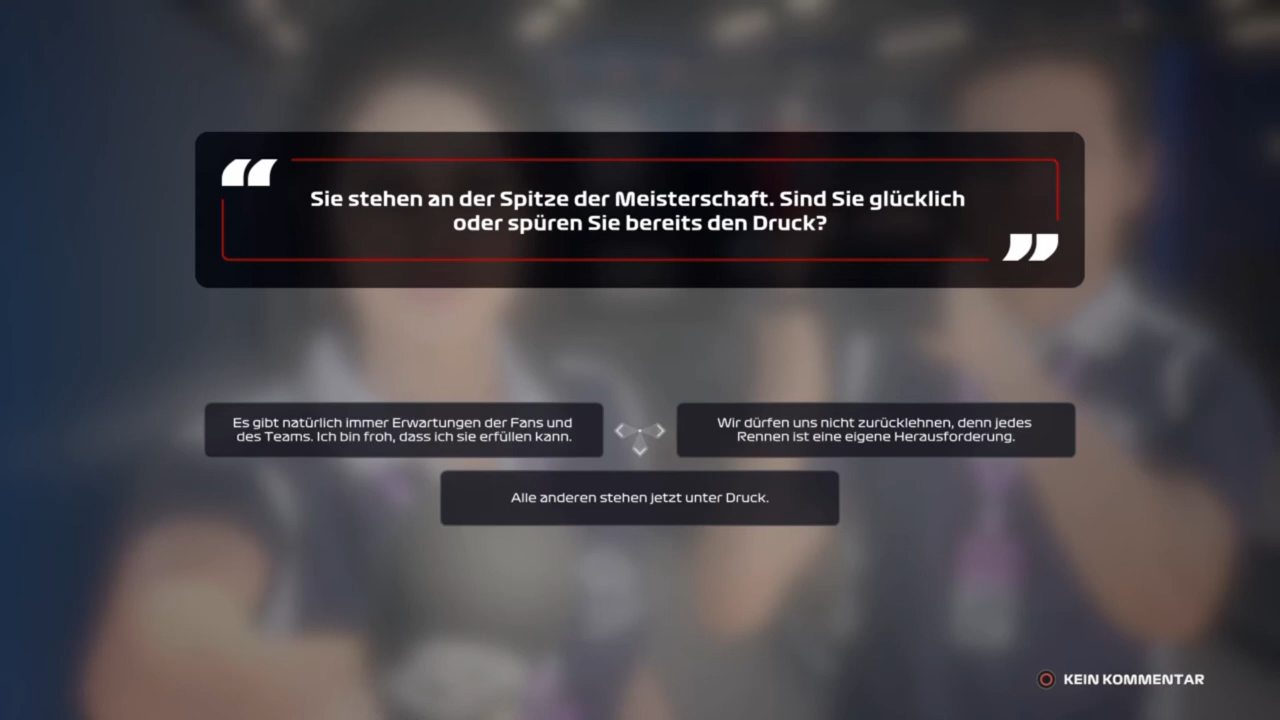 Sie stehen an der Spitze der Meisterschaft. Sind Sie glücklich
oder spüren Sie bereits den Druck?
Es gibt natürlich immer Erwartungen der Fans und
des Teams. Ich bin froh, dass ich sie erfüllen kann.
Wir dürfen uns nicht zurücklehnen, denn jedes
Rennen ist eine eigene Herausforderung.
Alle anderen stehen jetzt unter Druck.
KEIN KOMMENTAR